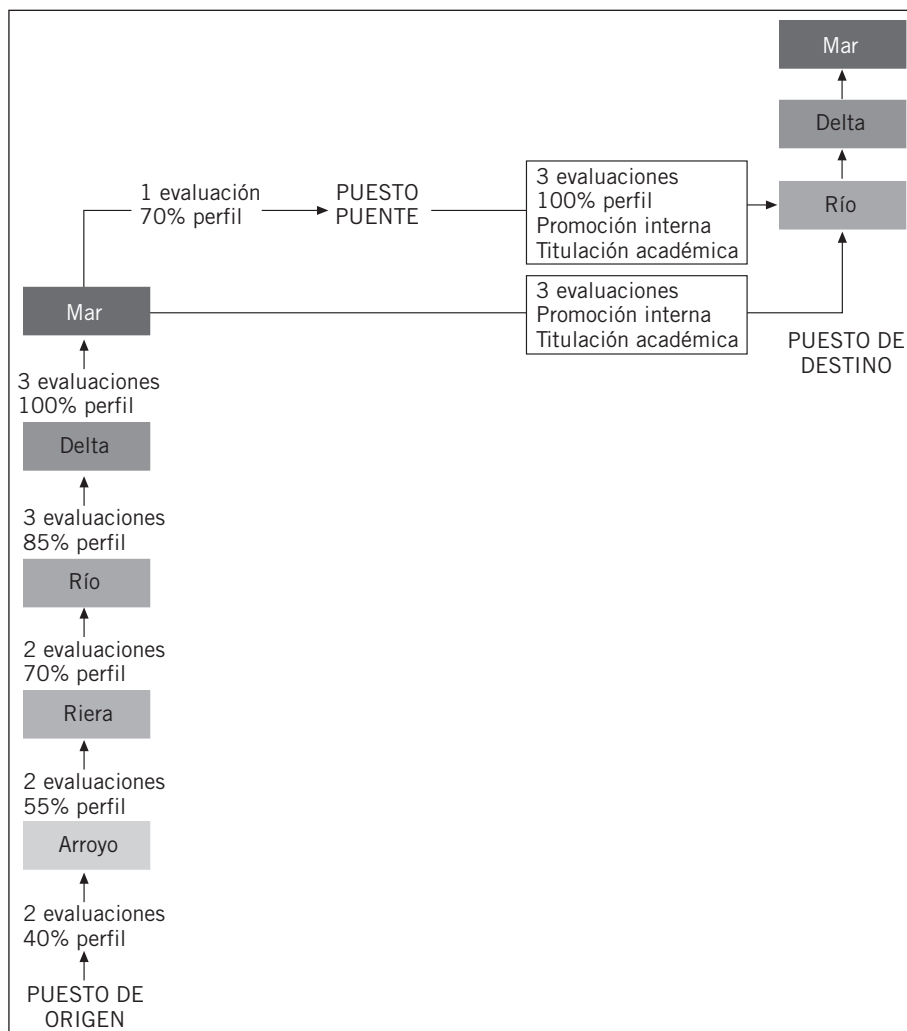 Mar
Delta
Río
1 evaluación
70% perfil
PUESTO
PUENTE
3 evaluaciones
100% perfil
Promoción interna
Titulación académica
3 evaluaciones
Promoción interna
Titulación académica
PUESTO DE
DESTINO
Mar
3 evaluaciones
100% perfil
Delta
3 evaluaciones
85% perfil
Río
2 evaluaciones
70% perfil
Riera
2 evaluaciones
55% perfil
Arroyo
2 evaluaciones
40% perfil
PUESTO DE
ORIGEN